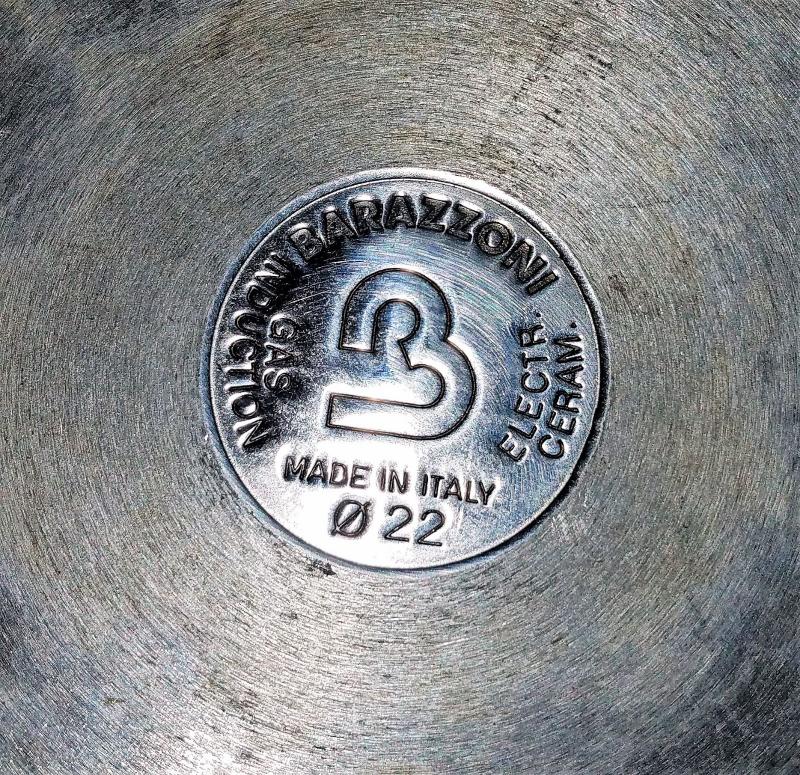 BARAZZONI
INDUCTION
GAS
ELECTR.
CERAM.
MADE IN ITALY
Ø 22